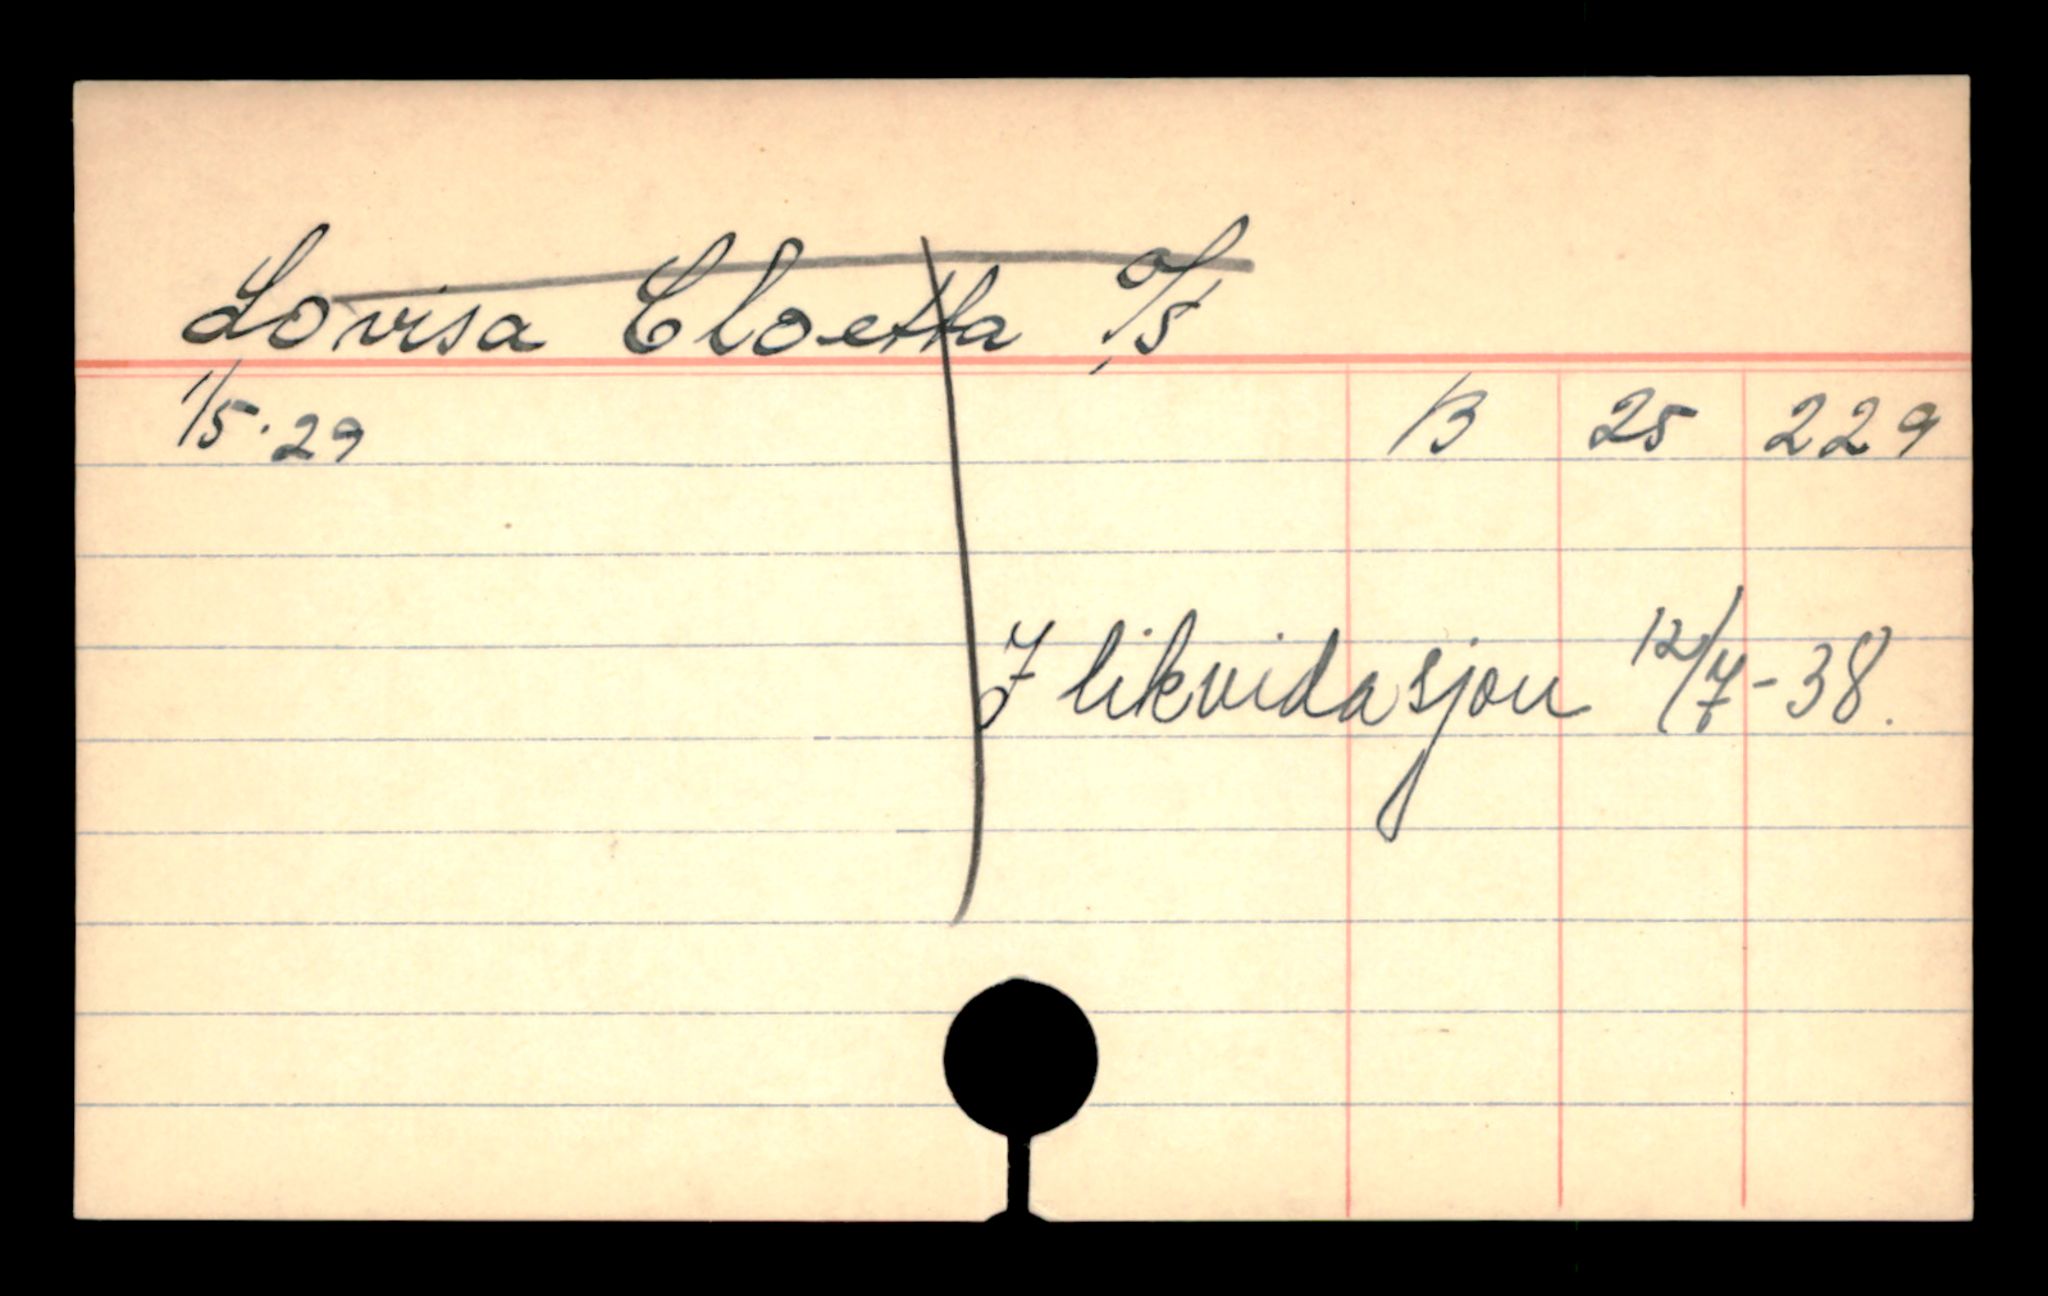 Lovisa Cloetta A/S
1/5.29 B 25 229
I likvidasjon 12/7-38.